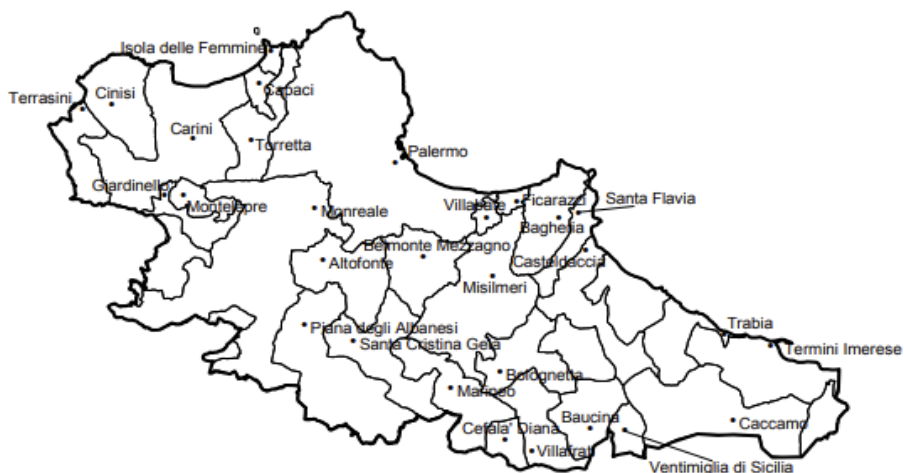 Isola delle Femmine
Capaci
Terrasini
Cinisi
Carini
Torretta
Palermo
Giardinello
Montelepre
Monreale
Villabate
Ficarazzi
Santa Flavia
Bagheria
Belmonte Mezzagno
Altofonte
Casteldaccia
Misilmeri
Piana degli Albanesi
Santa Cristina Gela
Trabia
Termini Imerese
Bolognetta
Marineo
Cefala' Diana
Baucina
Caccamo
Villafrati
Ventimiglia di Sicilia